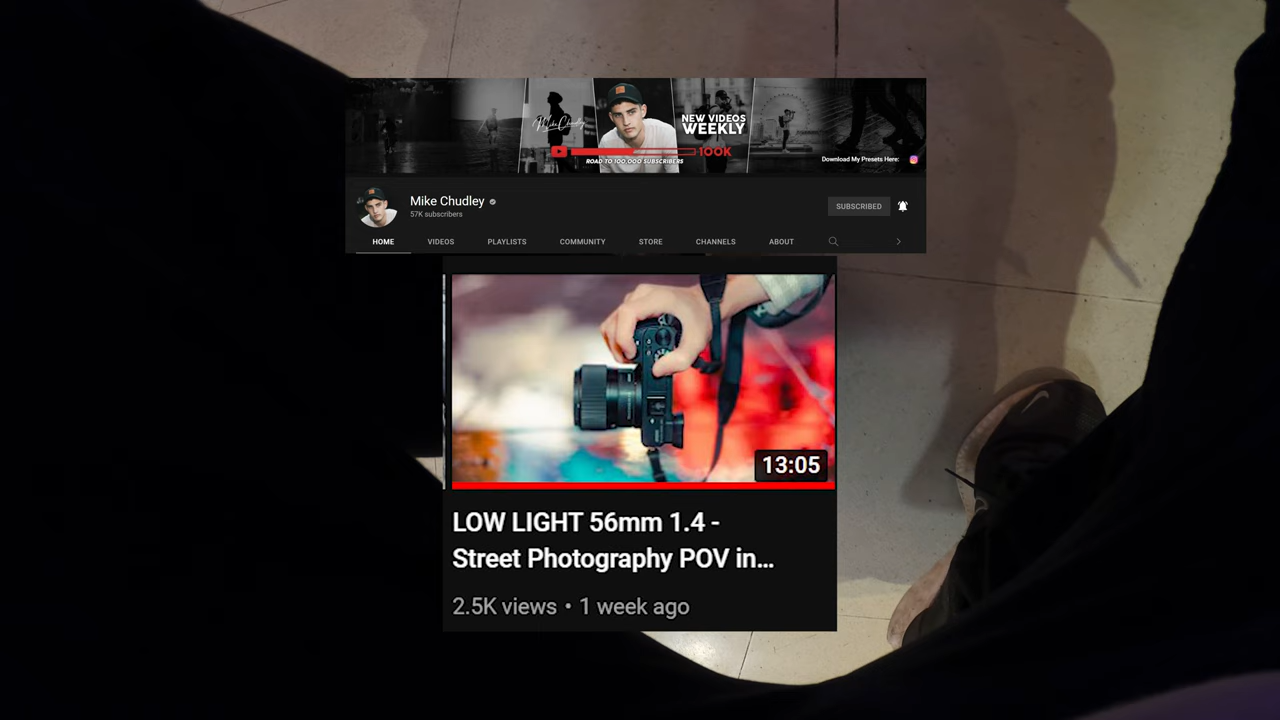 Mike Chudley
NEW VIDEOS
WEEKLY
100K
ROAD TO 100,000 SUBSCRIBERS
Download My Presets Here:
Mike Chudley
57K subscribers
SUBSCRIBED
HOME VIDEOS PLAYLISTS COMMUNITY STORE CHANNELS ABOUT
13:05
LOW LIGHT 56mm 1.4 -
Street Photography POV in...
2.5K views • 1 week ago